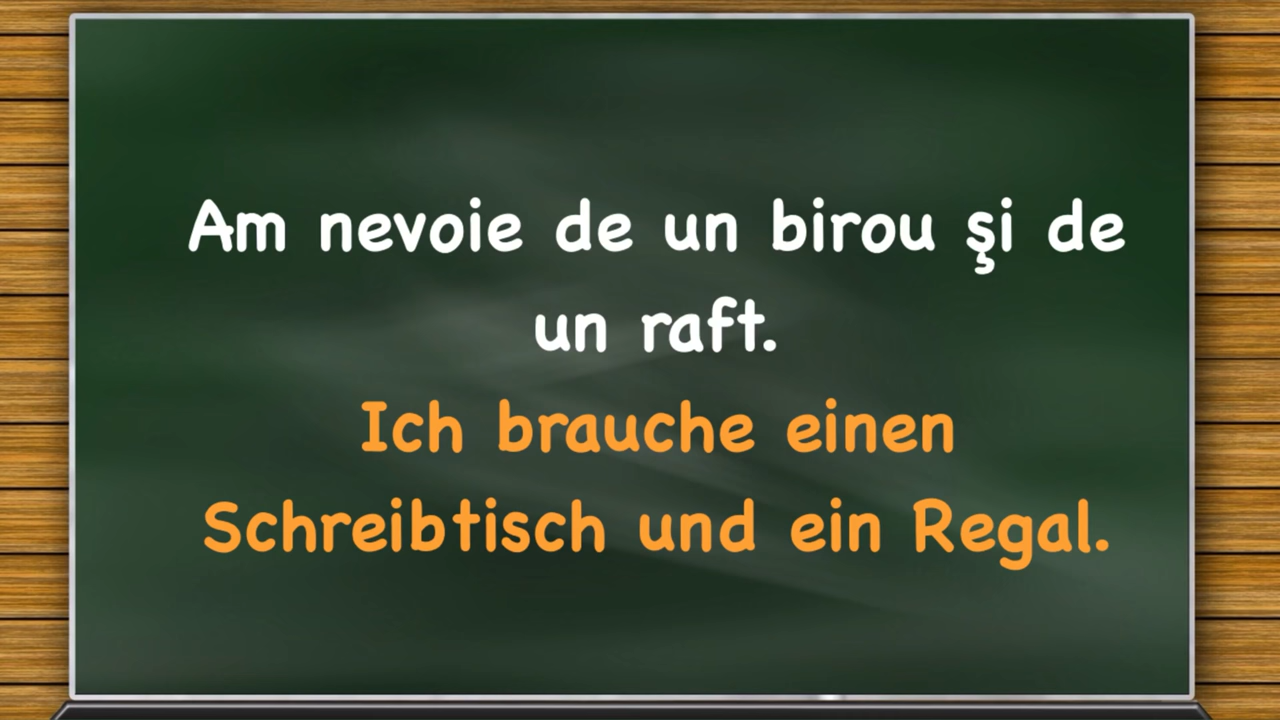 Am nevoie de un birou şi de
un raft.
Ich brauche einen
Schreibtisch und ein Regal.